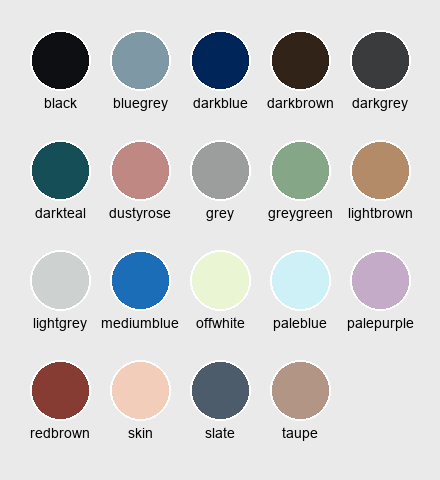 black bluegrey darkblue darkbrown darkgrey
darkteal dustyrose grey greygreen lightbrown
lightgrey mediumblue offwhite paleblue palepurple
redbrown skin slate taupe